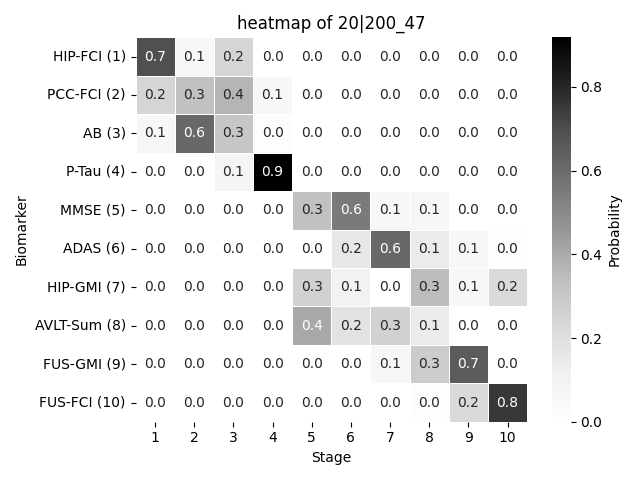 heatmap of 20|200_47
HIP-FCI (1) 0.7 0.1 0.2 0.0 0.0 0.0 0.0 0.0 0.0 0.0
PCC-FCI (2) 0.2 0.3 0.4 0.1 0.0 0.0 0.0 0.0 0.0 0.0
AB (3) 0.1 0.6 0.3 0.0 0.0 0.0 0.0 0.0 0.0 0.0
P-Tau (4) 0.0 0.0 0.1 0.9 0.0 0.0 0.0 0.0 0.0 0.0
MMSE (5) 0.0 0.0 0.0 0.0 0.3 0.6 0.1 0.1 0.0 0.0
ADAS (6) 0.0 0.0 0.0 0.0 0.0 0.2 0.6 0.1 0.1 0.0
HIP-GMI (7) 0.0 0.0 0.0 0.0 0.3 0.1 0.0 0.3 0.1 0.2
AVLT-Sum (8) 0.0 0.0 0.0 0.0 0.4 0.2 0.3 0.1 0.0 0.0
FUS-GMI (9) 0.0 0.0 0.0 0.0 0.0 0.0 0.1 0.3 0.7 0.0
FUS-FCI (10) 0.0 0.0 0.0 0.0 0.0 0.0 0.0 0.0 0.2 0.8
1 2 3 4 5 6 7 8 9 10
Stage
Biomarker
0.8
0.6
0.4
0.2
0.0
Probability